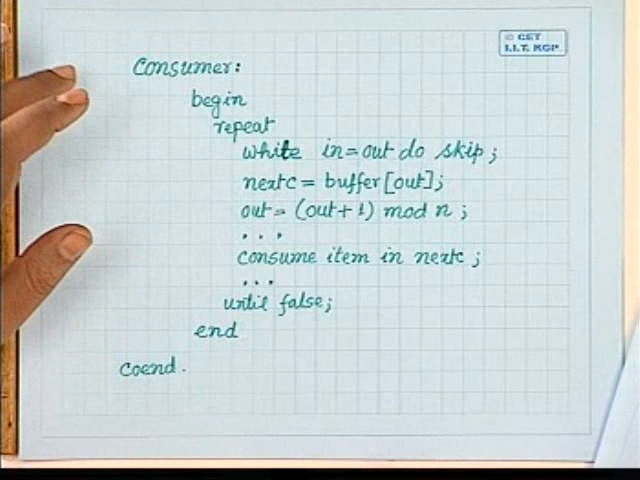 © CET
I.I.T. KGP
Consumer:
begin
repeat
while in = out do skip;
nextc = buffer[out];
out = (out+1) mod n;
...
consume item in nextc;
...
until false;
end
coend.